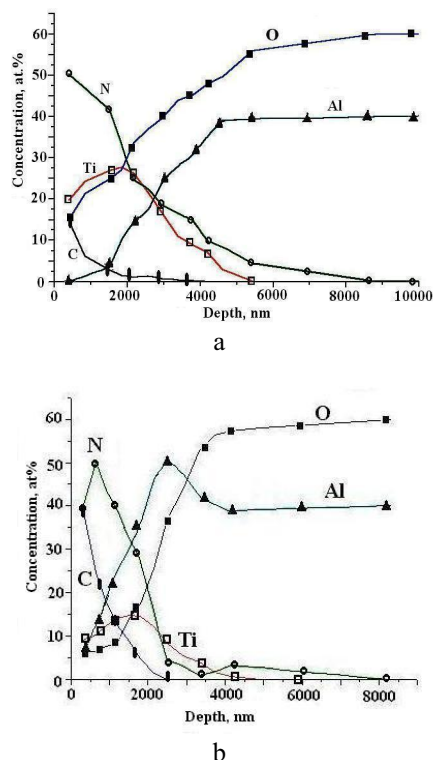 60
50
40
30
20
10
0
Concentration, at.%
N
O
Al
Ti
C
0 2000 4000 6000 8000 10000
Depth, nm
a
60
50
40
30
20
10
0
Concentration, at%
N
O
Al
C
Ti
0 2000 4000 6000 8000
Depth, nm
b